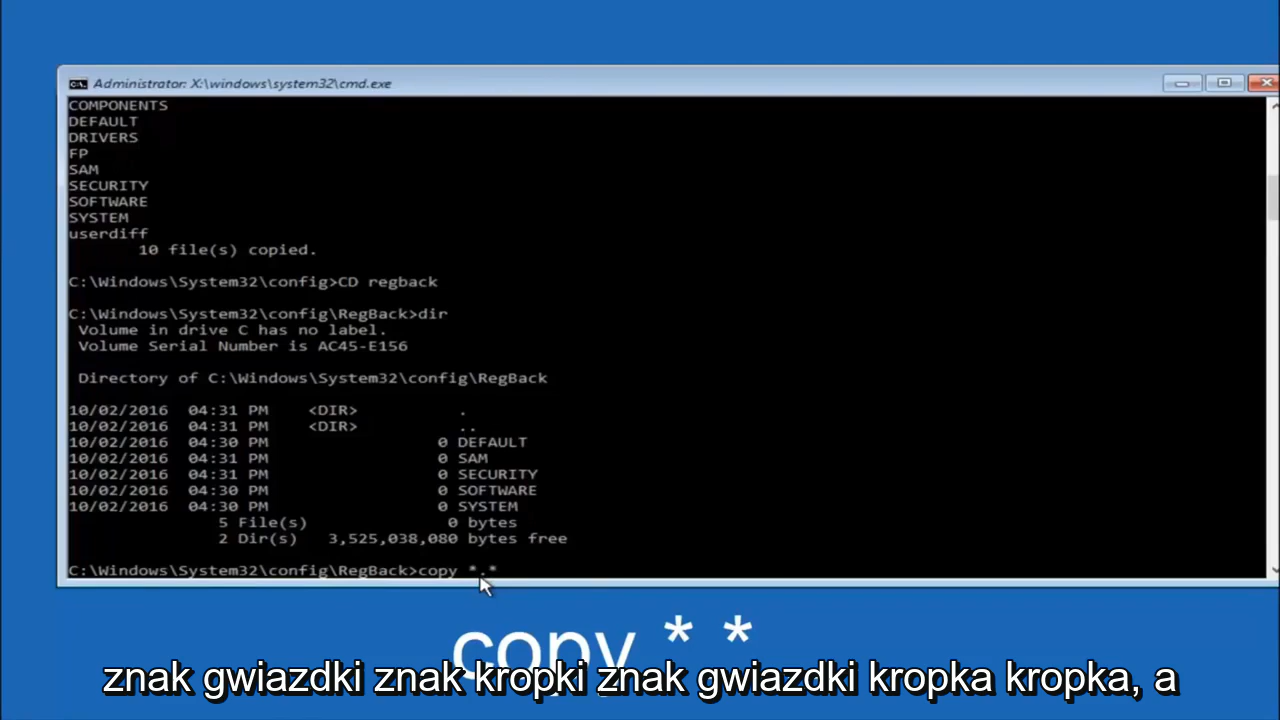 Administrator: X:\windows\system32\cmd.exe
COMPONENTS
DEFAULT
DRIVERS
FP
SAM
SECURITY
SOFTWARE
SYSTEM
userdiff
10 file(s) copied.
C:\Windows\System32\config>CD regback
C:\Windows\System32\config\RegBack>dir
Volume in drive C has no label.
Volume Serial Number is AC45-E156
Directory of C:\Windows\System32\config\RegBack
10/02/2016 04:31 PM <DIR> .
10/02/2016 04:31 PM <DIR> ..
10/02/2016 04:30 PM 0 DEFAULT
10/02/2016 04:31 PM 0 SAM
10/02/2016 04:31 PM 0 SECURITY
10/02/2016 04:30 PM 0 SOFTWARE
10/02/2016 04:30 PM 0 SYSTEM
5 File(s) 0 bytes
2 Dir(s) 3,525,038,080 bytes free
C:\Windows\System32\config\RegBack>copy *.*
copy * *
znak gwiazdki znak kropki znak gwiazdki kropka kropka, a